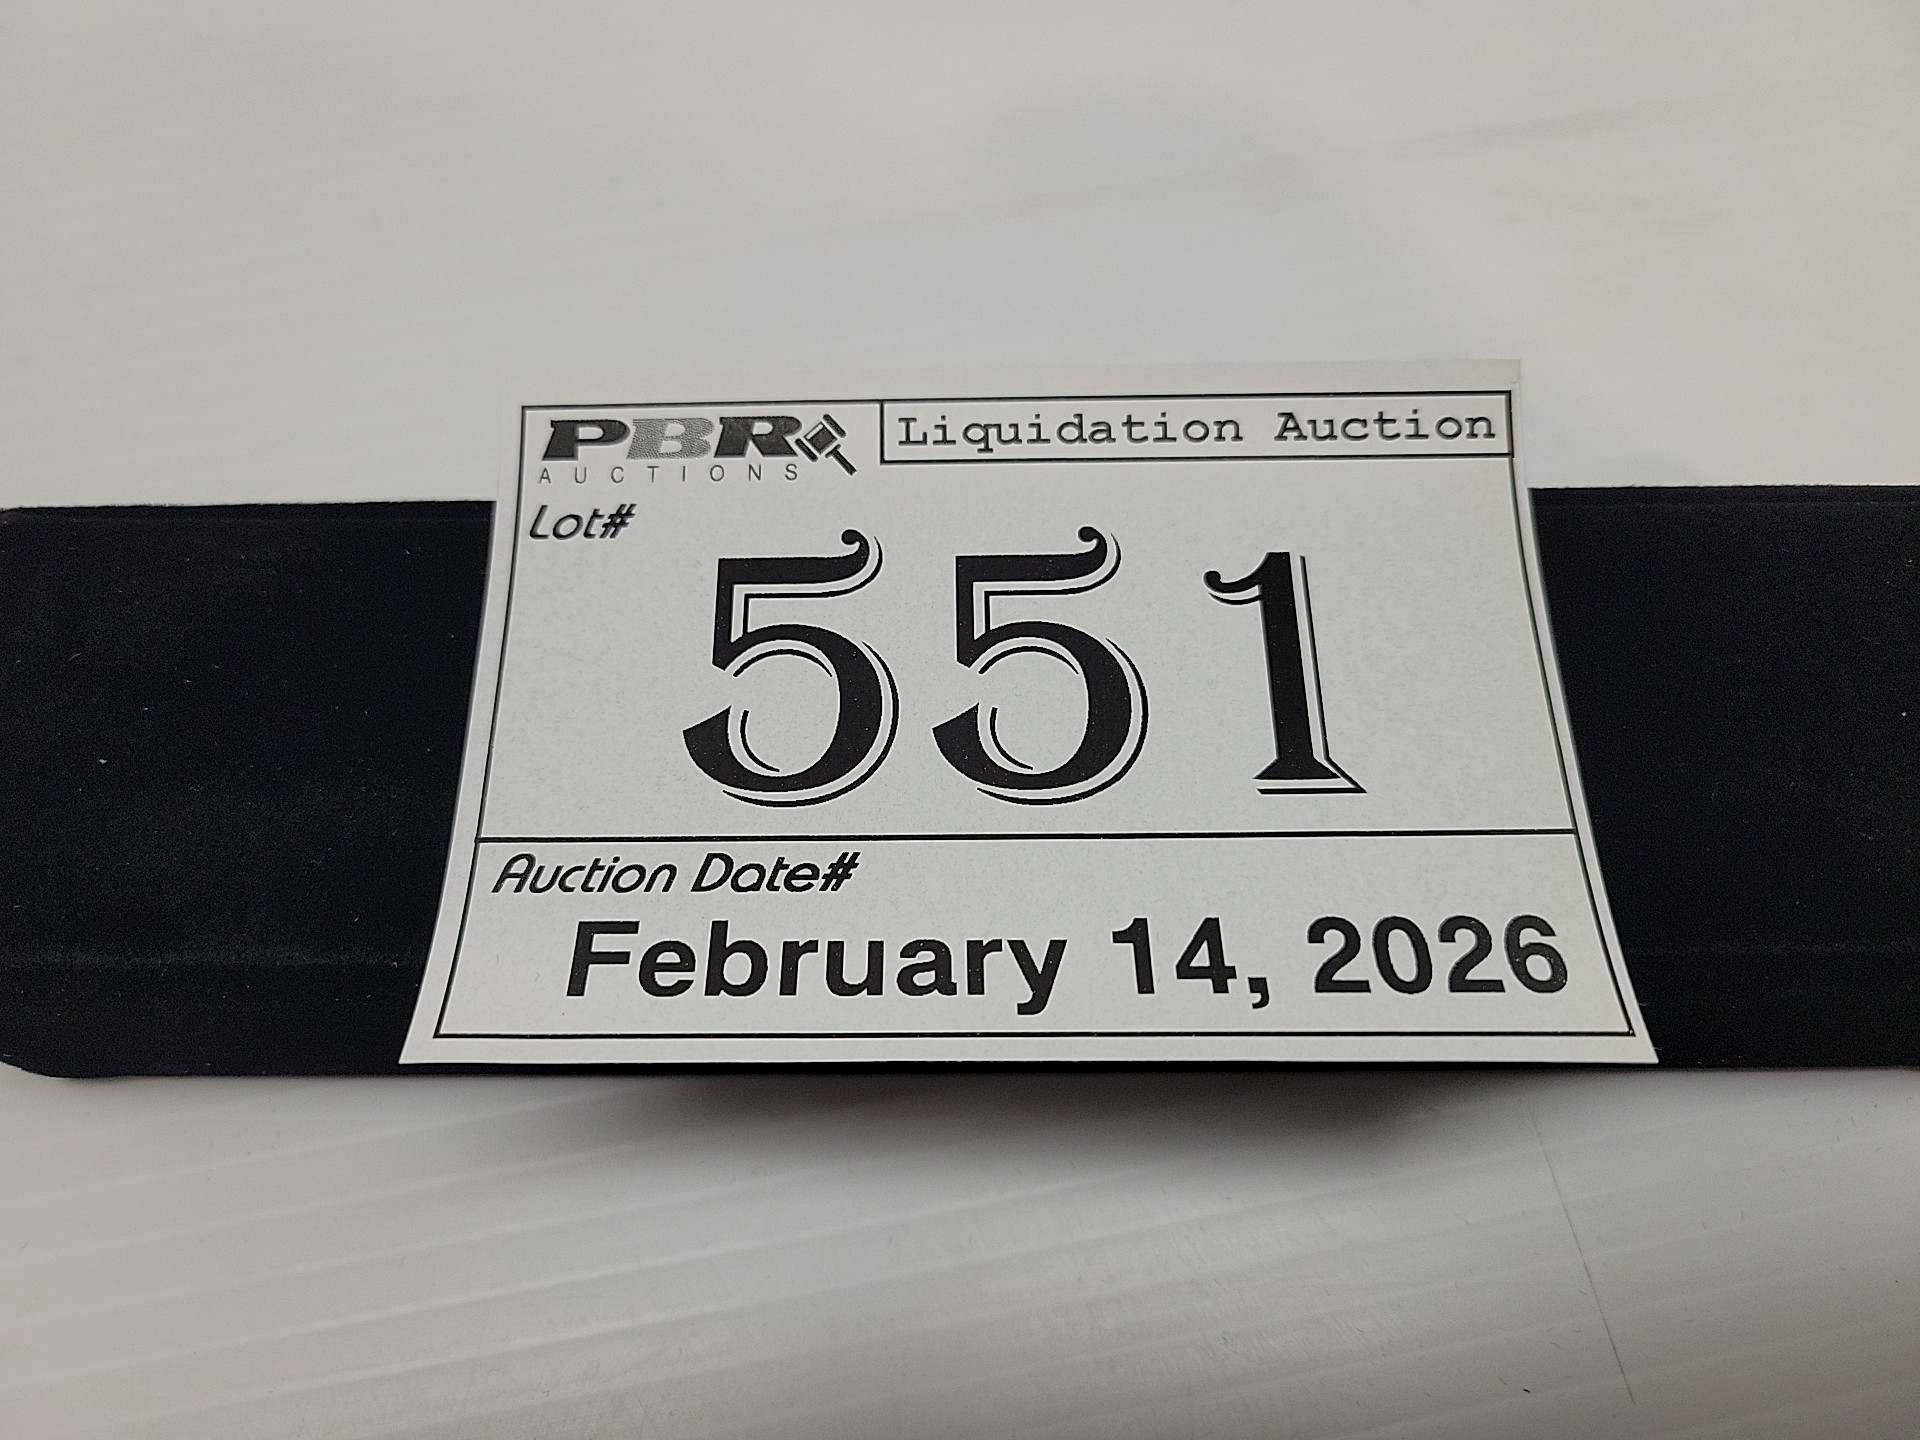 PBR
AUCTIONS
Liquidation Auction
Lot#
551
Auction Date#
February 14, 2026